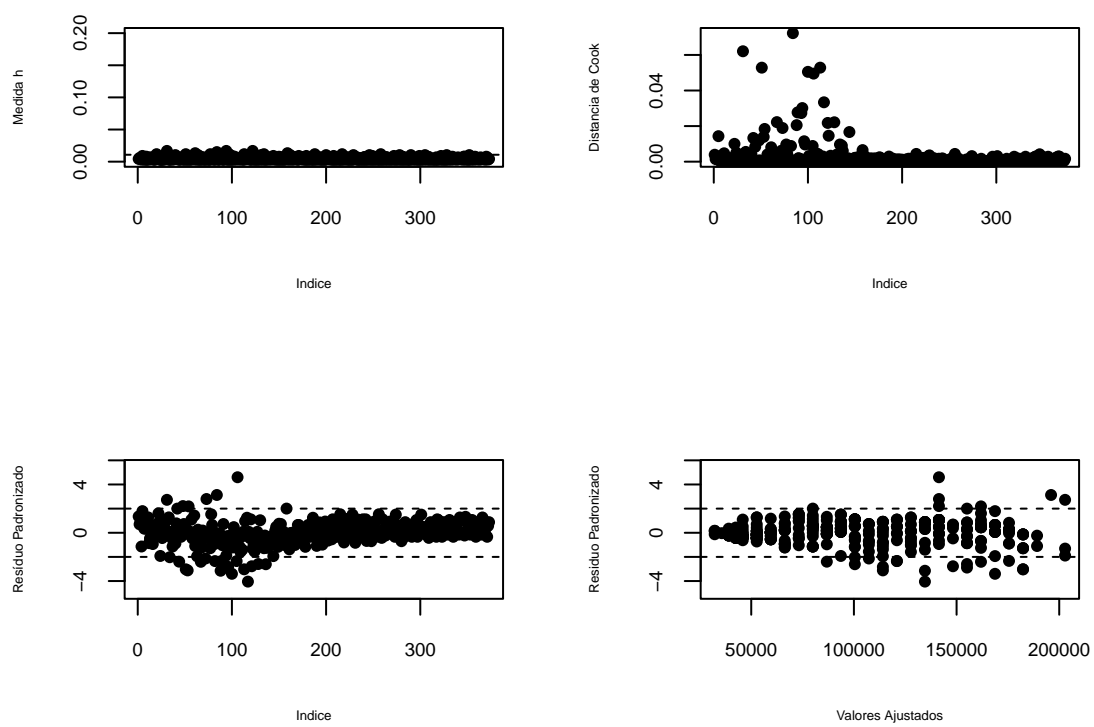 Medida h
0.00 0.10 0.20
0 100 200 300
Indice
Distancia de Cook
0.00 0.04
0 100 200 300
Indice
Resíduo Padronizado
−4 0 4
0 100 200 300
Indice
Resíduo Padronizado
−4 0 4
50000 100000 150000 200000
Valores Ajustados